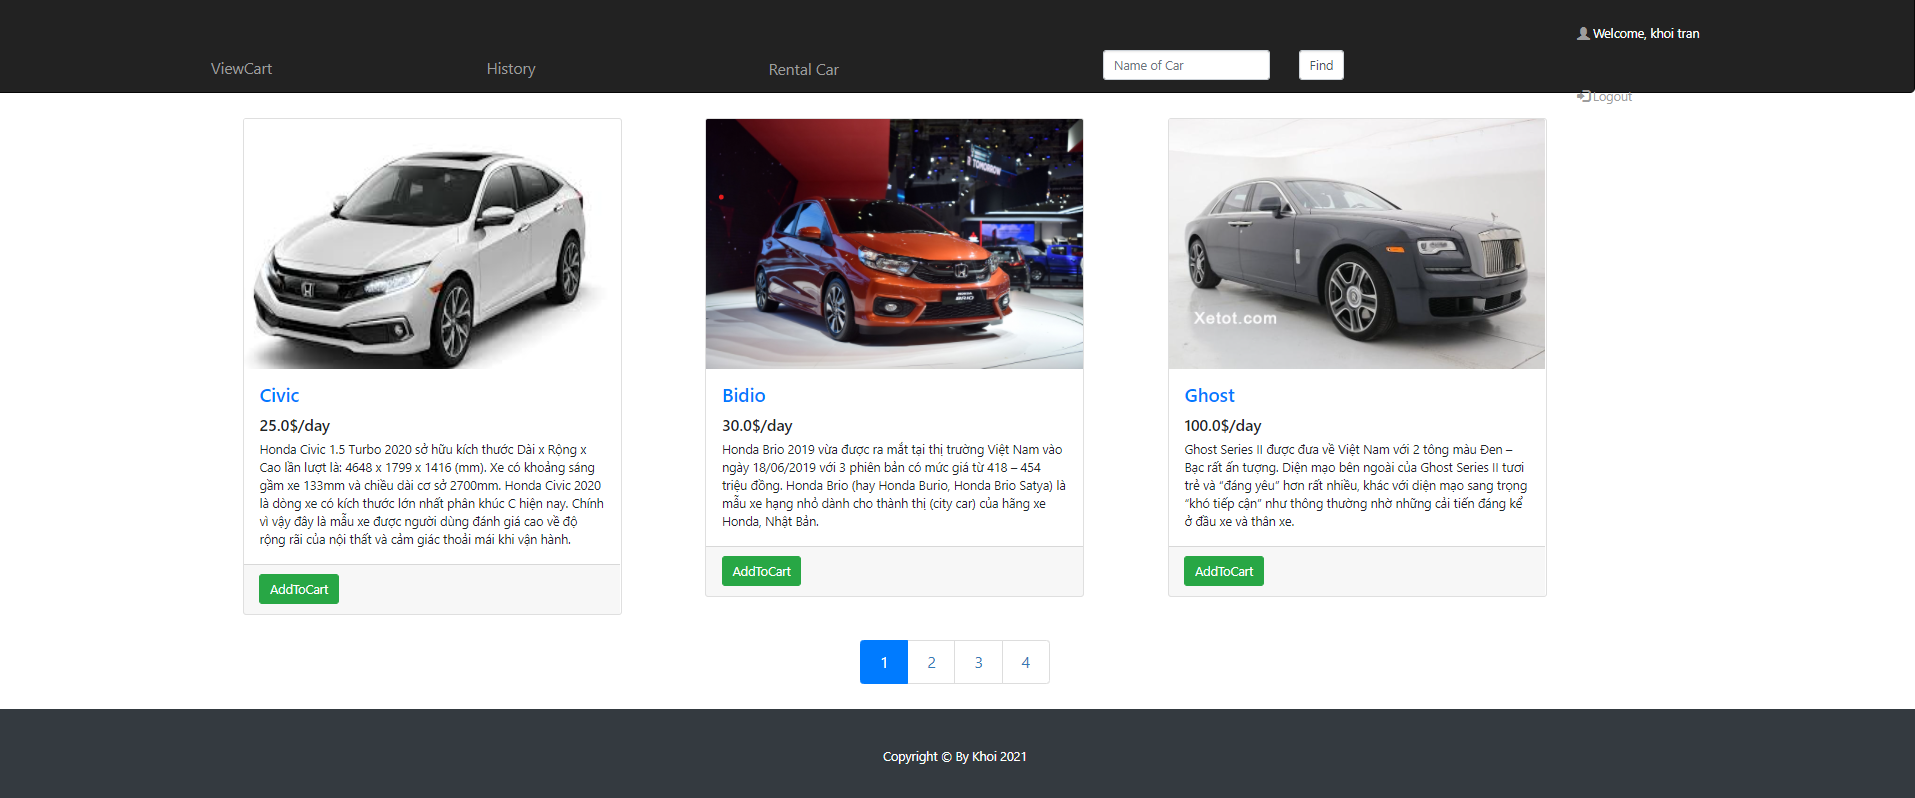 Welcome, khoi tran
ViewCart
History
Rental Car
Name of Car
Find
Logout
TOMORROW
BRIO
Xetot.com
Civic
25.0$/day
Honda Civic 1.5 Turbo 2020 sở hữu kích thước Dài x Rộng x
Cao lần lượt là: 4648 x 1799 x 1416 (mm). Xe có khoảng sáng
gầm xe 133mm và chiều dài cơ sở 2700mm. Honda Civic 2020
là dòng xe có kích thước lớn nhất phân khúc C hiện nay. Chính
vì vậy đây là mẫu xe được người dùng đánh giá cao về độ
rộng rãi của nội thất và cảm giác thoải mái khi vận hành.
AddToCart
Bidio
30.0$/day
Honda Brio 2019 vừa được ra mắt tại thị trường Việt Nam vào
ngày 18/06/2019 với 3 phiên bản có mức giá từ 418 – 454
triệu đồng. Honda Brio (hay Honda Burio, Honda Brio Satya) là
mẫu xe hạng nhỏ dành cho thành thị (city car) của hãng xe
Honda, Nhật Bản.
AddToCart
Ghost
100.0$/day
Ghost Series II được đưa về Việt Nam với 2 tông màu Đen –
Bạc rất ấn tượng. Diện mạo bên ngoài của Ghost Series II tươi
trẻ và “đáng yêu” hơn rất nhiều, khác với diện mạo sang trọng
“khó tiếp cận” như thông thường nhờ những cải tiến đáng kể
ở đầu xe và thân xe.
AddToCart
1 2 3 4
Copyright © By Khoi 2021